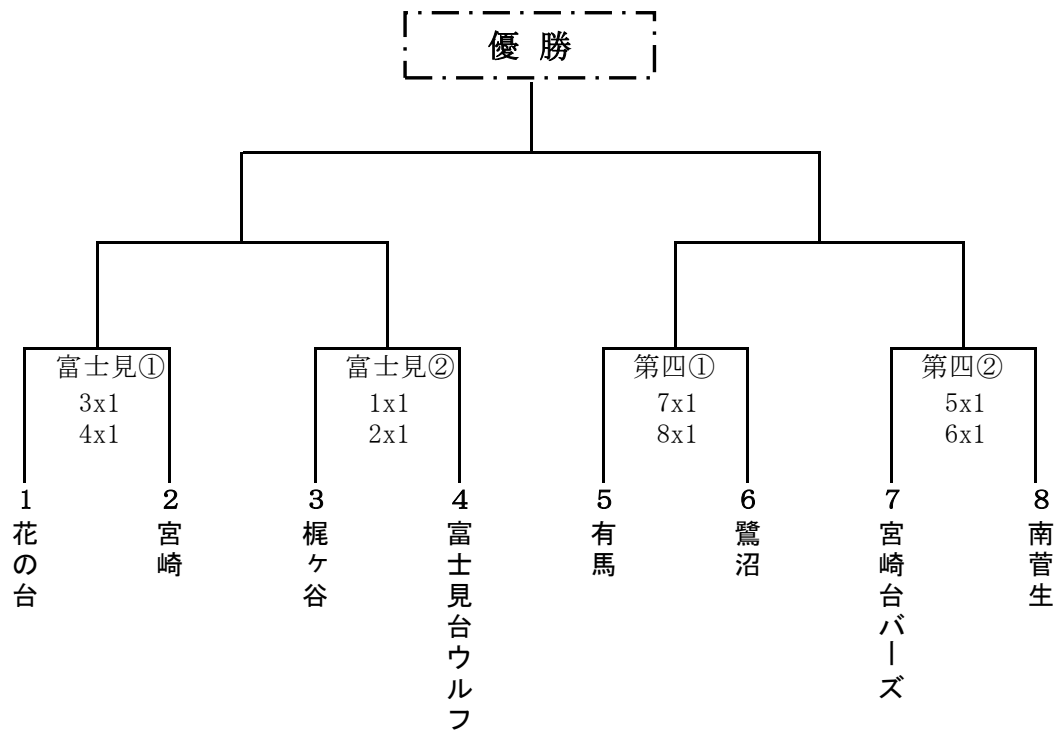 優 勝
富士見①
3x1
4x1
富士見②
1x1
2x1
第四①
7x1
8x1
第四②
5x1
6x1
1
花の台
2
宮崎
3
梶ヶ谷
4
富士見台ウルフ
5
有馬
6
鷺沼
7
宮崎台バーズ
8
南菅生